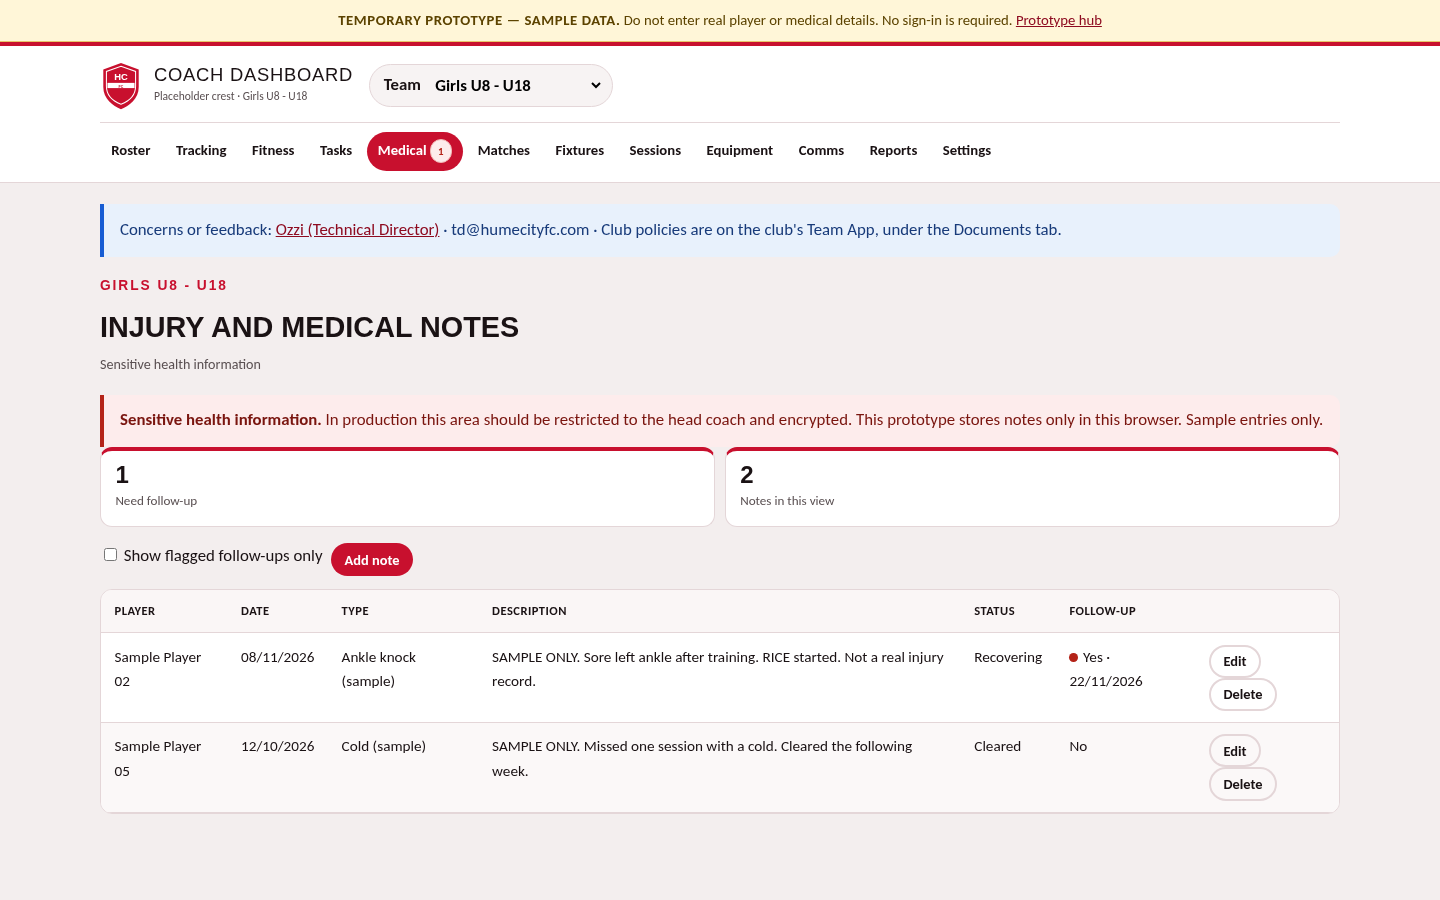 TEMPORARY PROTOTYPE — SAMPLE DATA. Do not enter real player or medical details. No sign-in is required. Prototype hub
HC
FC
COACH DASHBOARD
Placeholder crest · Girls U8 - U18
Team Girls U8 - U18
Roster Tracking Fitness Tasks Medical 1 Matches Fixtures Sessions Equipment Comms Reports Settings
Concerns or feedback: Ozzi (Technical Director) · td@humecityfc.com · Club policies are on the club's Team App, under the Documents tab.
GIRLS U8 - U18
INJURY AND MEDICAL NOTES
Sensitive health information
Sensitive health information. In production this area should be restricted to the head coach and encrypted. This prototype stores notes only in this browser. Sample entries only.
1
Need follow-up
2
Notes in this view
Show flagged follow-ups only Add note
PLAYER DATE TYPE DESCRIPTION STATUS FOLLOW-UP
Sample Player 08/11/2026 Ankle knock SAMPLE ONLY. Sore left ankle after training. RICE started. Not a real injury Recovering Yes · Edit
02 (sample) record. 22/11/2026 Delete
Sample Player 12/10/2026 Cold (sample) SAMPLE ONLY. Missed one session with a cold. Cleared the following Cleared No Edit
05 week. Delete